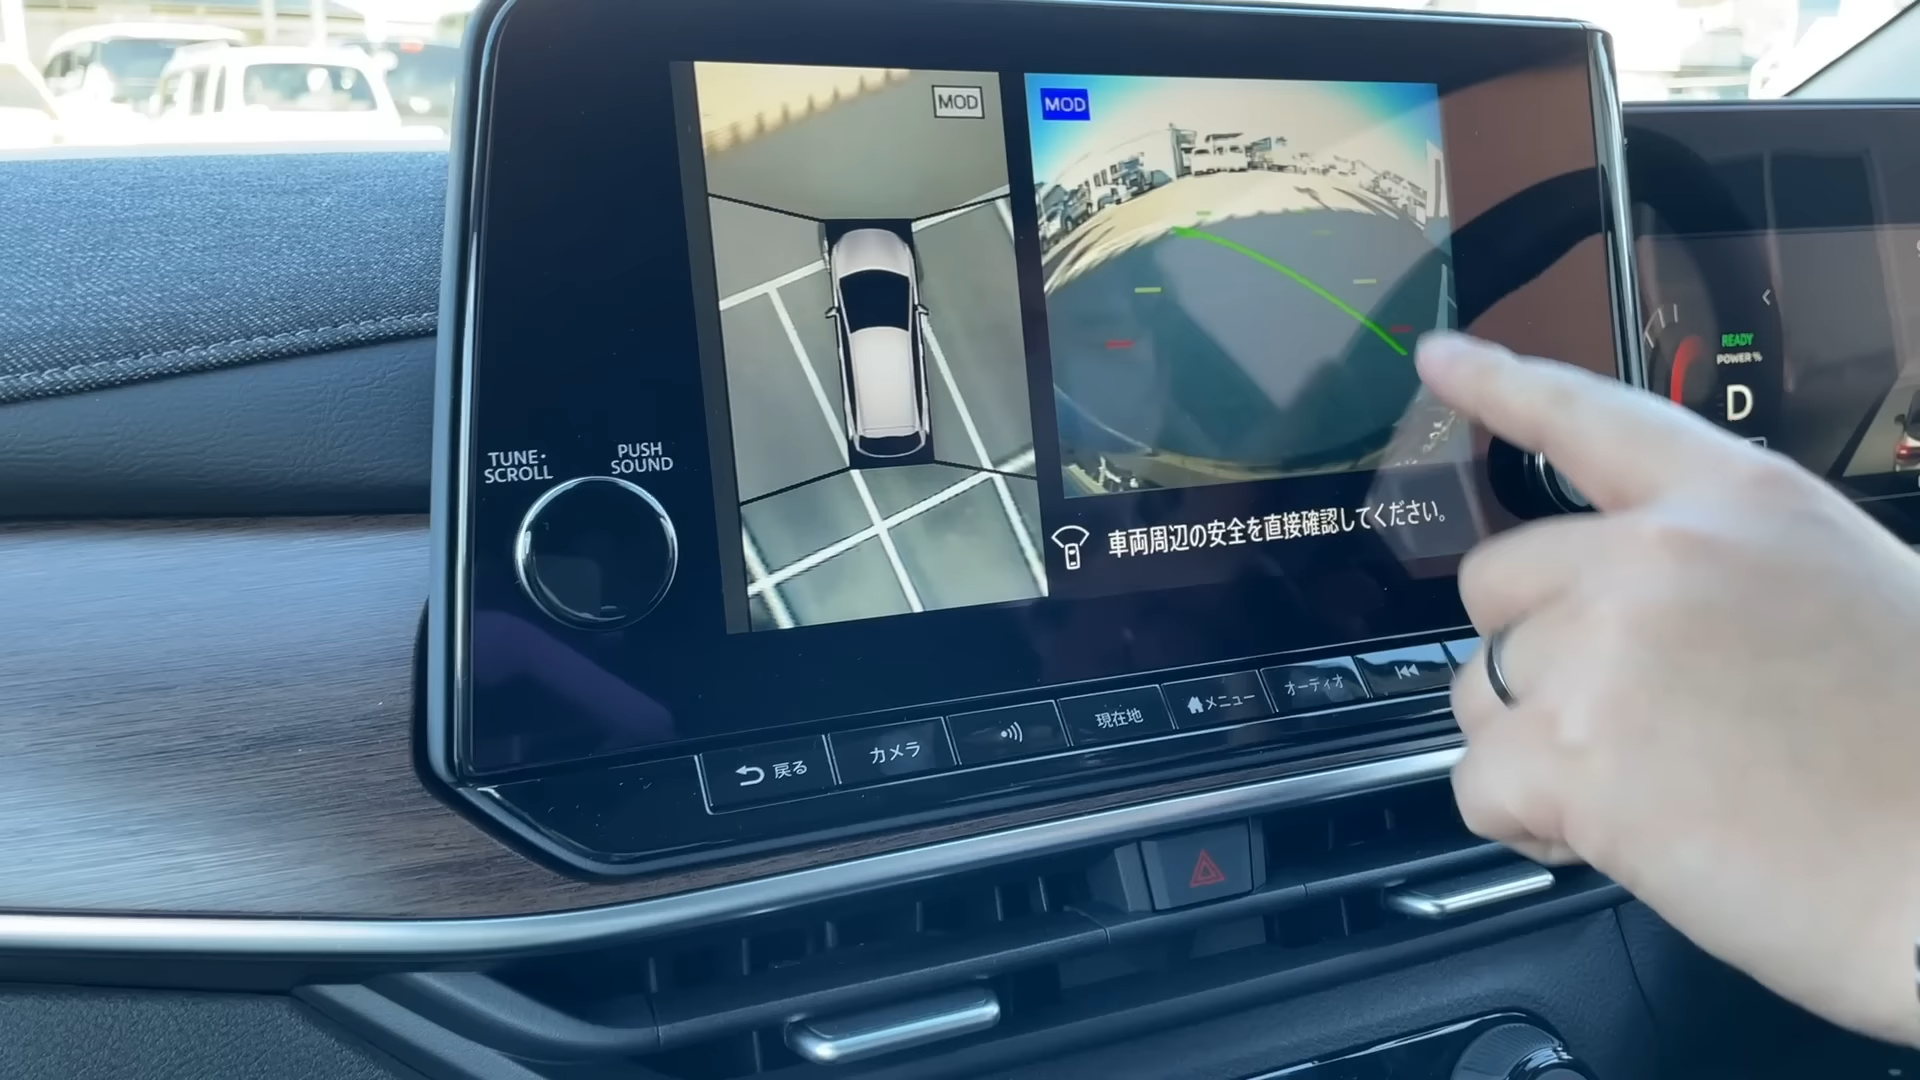 MOD
MOD
TUNE・
SCROLL
PUSH
SOUND
READY
POWER %
D
車両周辺の安全を直接確認してください。
戻る
カメラ
現在地
メニュー
オーディオ